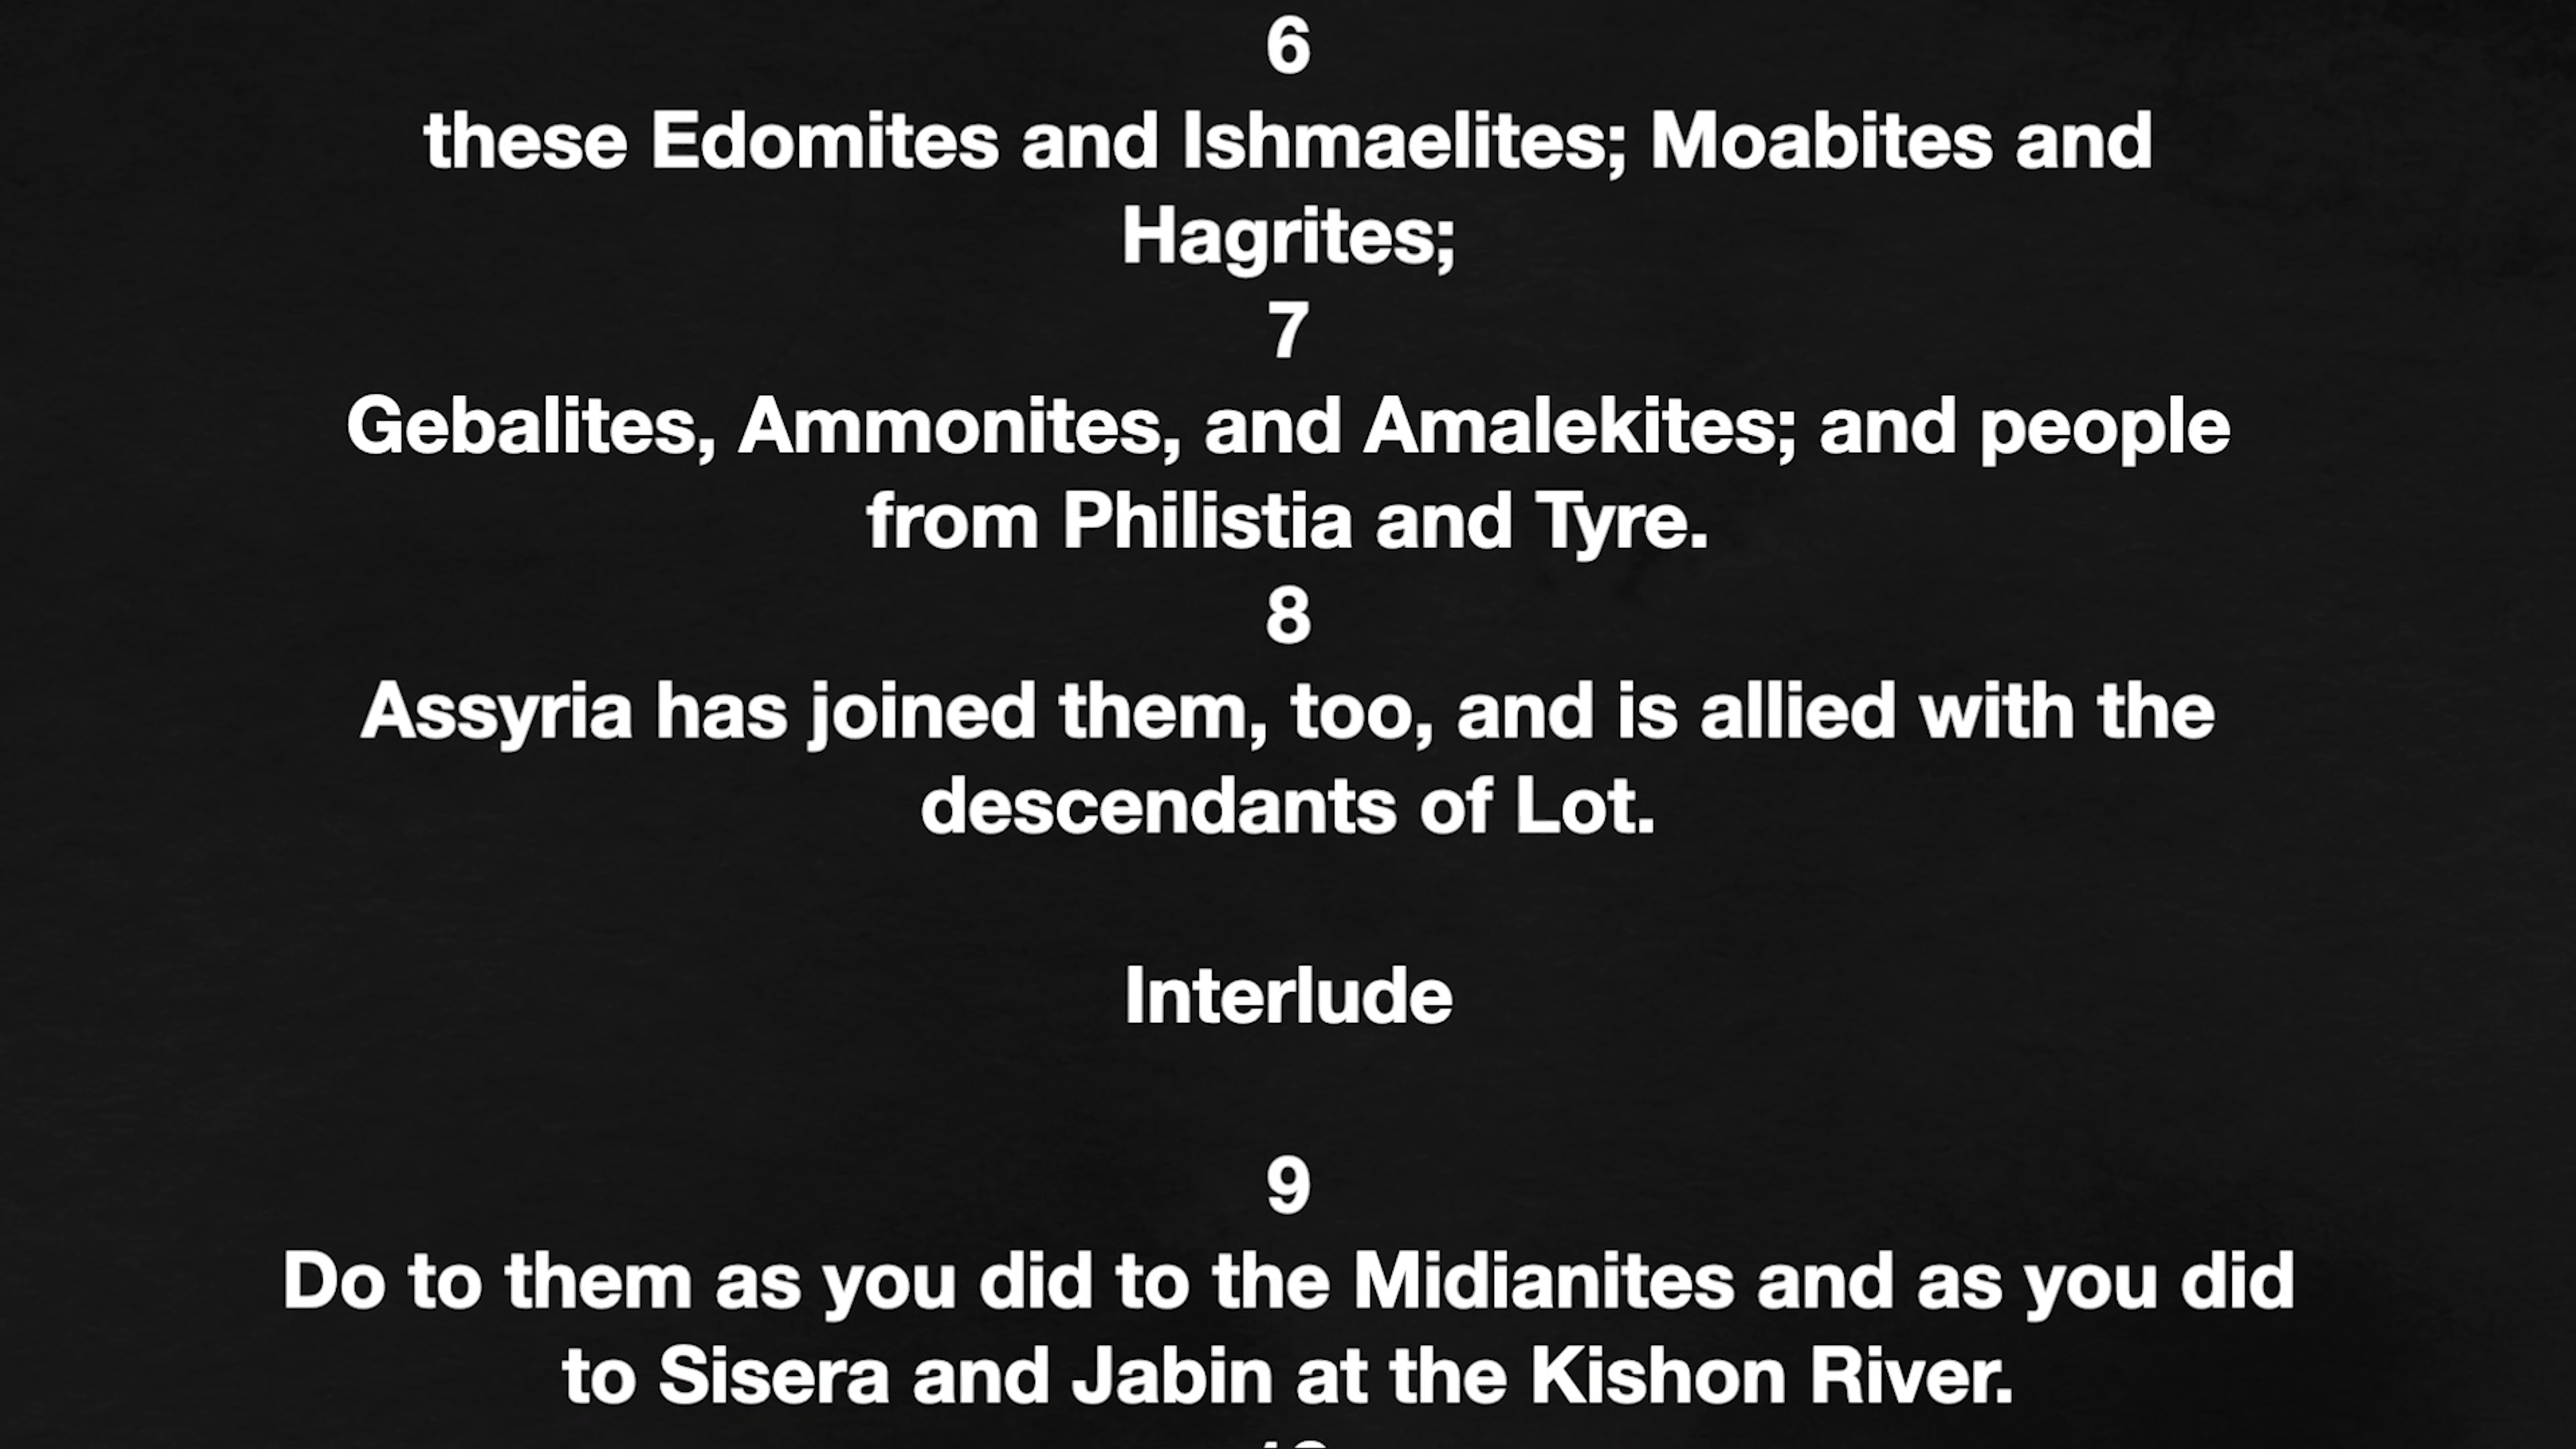 6
these Edomites and Ishmaelites; Moabites and
Hagrites;
7
Gebalites, Ammonites, and Amalekites; and people
from Philistia and Tyre.
8
Assyria has joined them, too, and is allied with the
descendants of Lot.
Interlude
9
Do to them as you did to the Midianites and as you did
to Sisera and Jabin at the Kishon River.